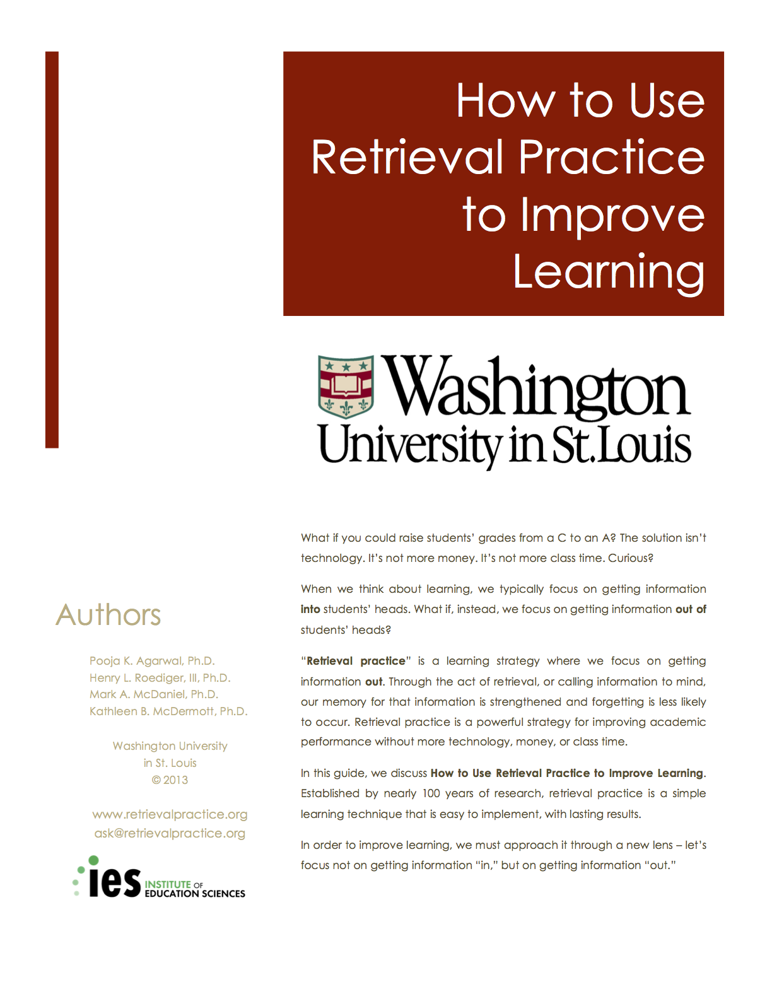 How to Use
Retrieval Practice
to Improve
Learning
Washington
University in St. Louis
What if you could raise students’ grades from a C to an A? The solution isn’t
technology. It’s not more money. It’s not more class time. Curious?
When we think about learning, we typically focus on getting information
into students’ heads. What if, instead, we focus on getting information out of
students’ heads?
“Retrieval practice” is a learning strategy where we focus on getting
information out. Through the act of retrieval, or calling information to mind,
our memory for that information is strengthened and forgetting is less likely
to occur. Retrieval practice is a powerful strategy for improving academic
performance without more technology, money, or class time.
In this guide, we discuss How to Use Retrieval Practice to Improve Learning.
Established by nearly 100 years of research, retrieval practice is a simple
learning technique that is easy to implement, with lasting results.
In order to improve learning, we must approach it through a new lens – let’s
focus not on getting information “in,” but on getting information “out.”
Authors
Pooja K. Agarwal, Ph.D.
Henry L. Roediger, III, Ph.D.
Mark A. McDaniel, Ph.D.
Kathleen B. McDermott, Ph.D.
Washington University
in St. Louis
© 2013
www.retrievalpractice.org
ask@retrievalpractice.org
ies INSTITUTE OF
EDUCATION SCIENCES